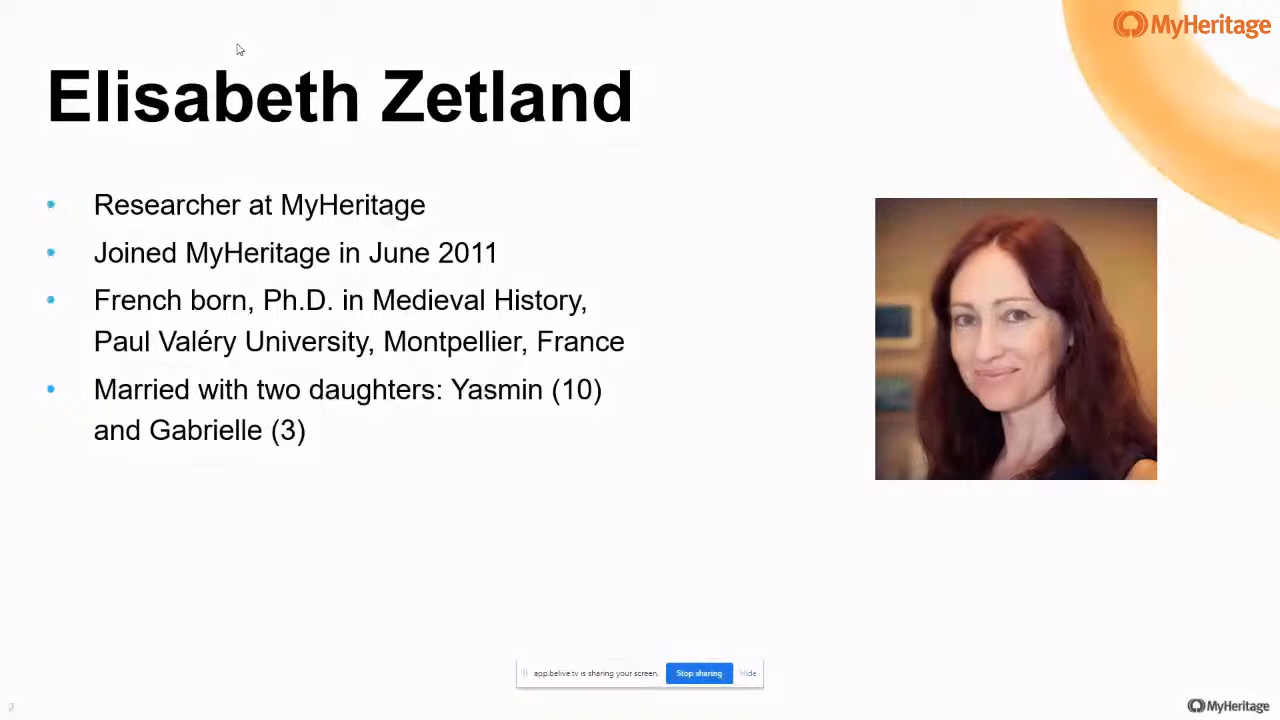 MyHeritage
Elisabeth Zetland
Researcher at MyHeritage
Joined MyHeritage in June 2011
French born, Ph.D. in Medieval History,
Paul Valéry University, Montpellier, France
Married with two daughters: Yasmin (10)
and Gabrielle (3)
app.belive.tv is sharing your screen. Stop sharing Hide
2 MyHeritage